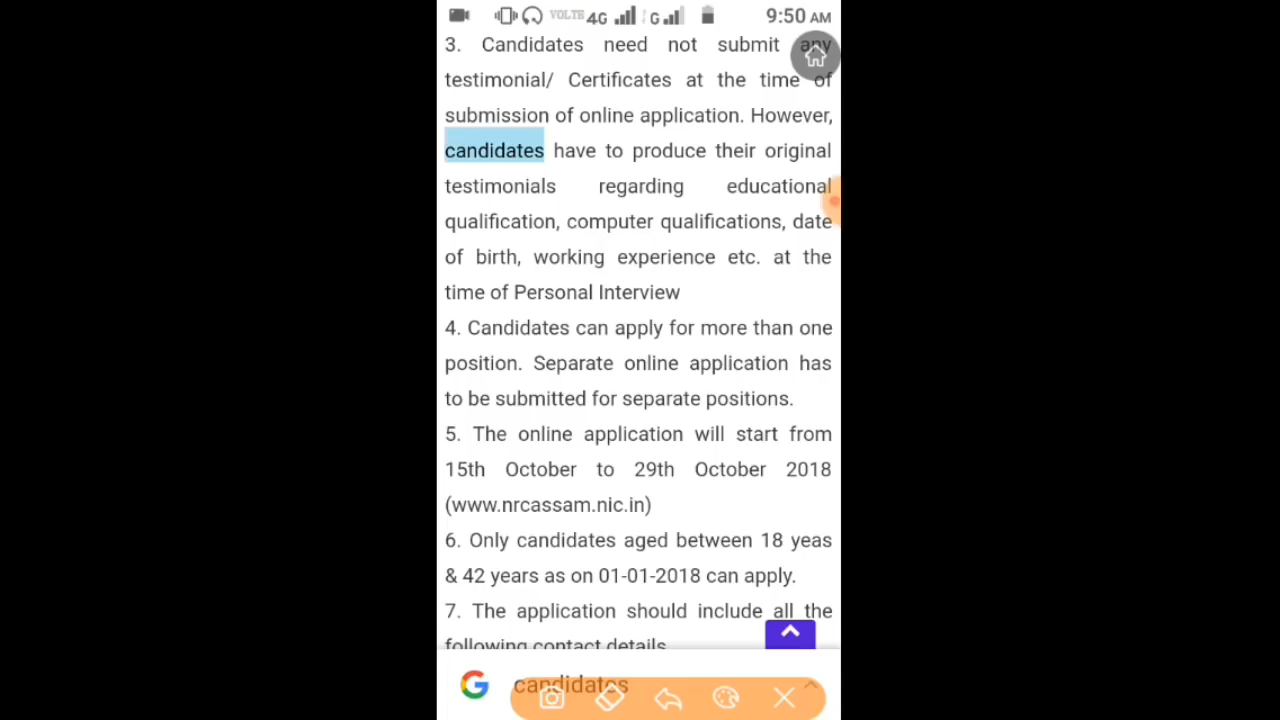 VOLTE 4G G 9:50 AM
3. Candidates need not submit any
testimonial/ Certificates at the time of
submission of online application. However,
candidates have to produce their original
testimonials regarding educational
qualification, computer qualifications, date
of birth, working experience etc. at the
time of Personal Interview
4. Candidates can apply for more than one
position. Separate online application has
to be submitted for separate positions.
5. The online application will start from
15th October to 29th October 2018
(www.nrcassam.nic.in)
6. Only candidates aged between 18 yeas
& 42 years as on 01-01-2018 can apply.
7. The application should include all the
following contact details
candidates